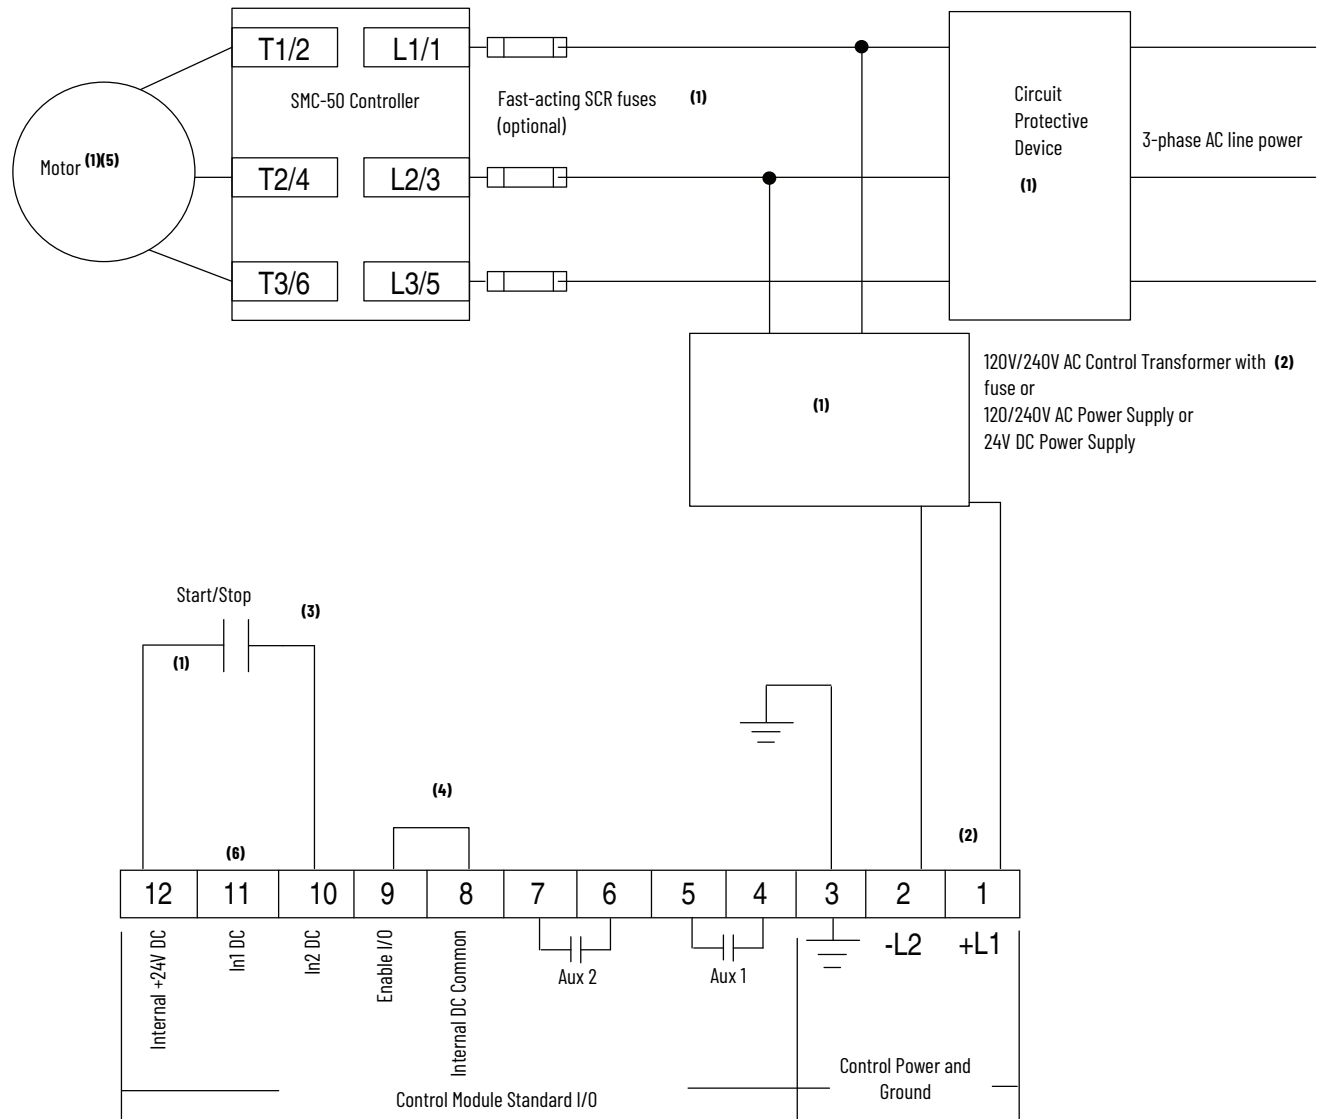 T1/2 L1/1
SMC-50 Controller
Fast-acting SCR fuses (1)
(optional)
Motor (1)(5)
T2/4 L2/3
T3/6 L3/5
Circuit
Protective
Device
(1)
3-phase AC line power
(1)
120V/240V AC Control Transformer with (2)
fuse or
120/240V AC Power Supply or
24V DC Power Supply
Start/Stop
(3)
(1)
(4)
(2)
(6)
12 11 10 9 8 7 6 5 4 3 2 1
Internal +24V DC
In1 DC
In2 DC
Enable I/O
Internal DC Common
Aux 2
Aux 1
-L2
+L1
Control Module Standard I/O
Control Power and
Ground